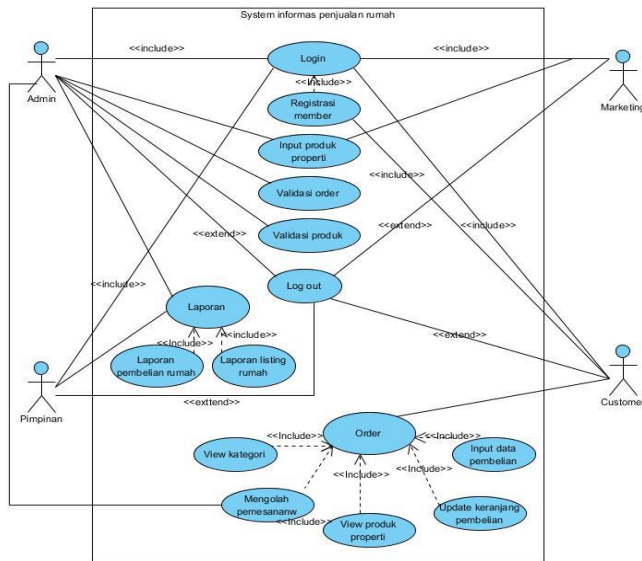 System informas penjualan rumah
<<include>>
<<include>>
Login
<<Include>>
Admin
Marketing
Registrasi
member
Input produk
properti
<<include>>
Validasi order
<<extend>>
<<include>>
<<extend>>
Validasi produk
<<include>>
Log out
Laporan
<<Include>>
<<include>>
<<extend>>
Laporan
pembelian rumah
Laporan listing
rumah
<<exttend>>
Pimpinan
Customer
Order
<<Include>>
<<Include>>
View kategori
Input data
pembelian
<<Include>>
Mengolah
pemesananw
<<Include>>
View produk
properti
Update keranjang
pembelian